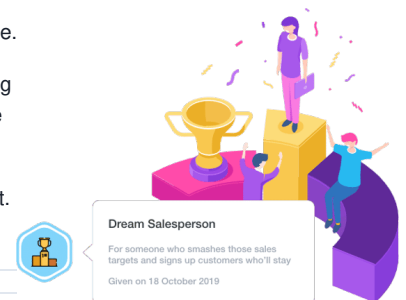 e.
g
e
t.
Dream Salesperson
For someone who smashes those sales
targets and signs up customers who'll stay
Given on 18 October 2019